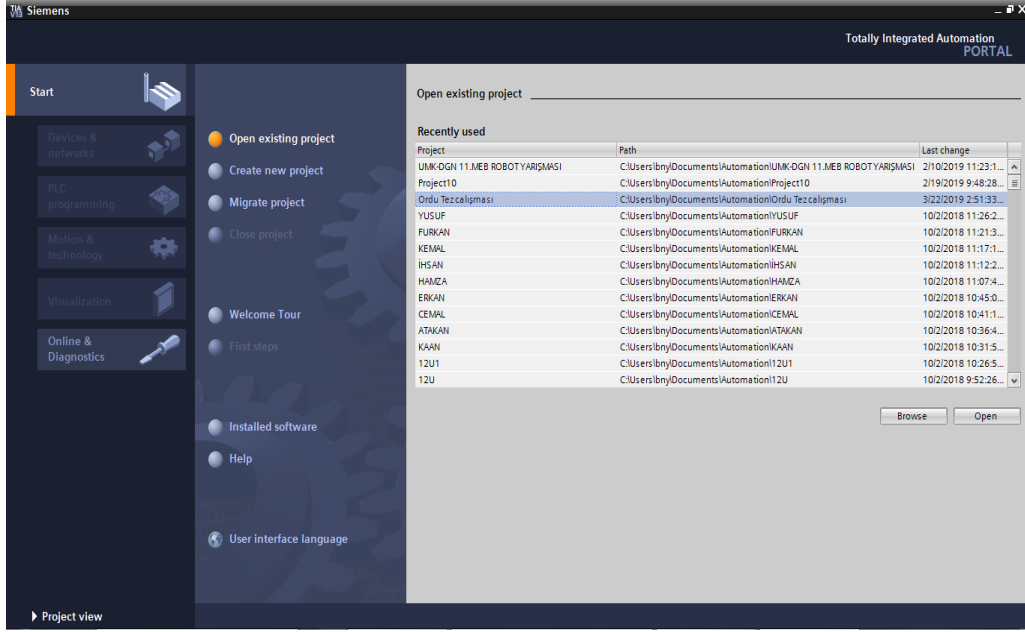 TIA V13 Siemens
Totally Integrated Automation
PORTAL
Start
Devices &
networks
PLC
programming
Motion &
technology
Visualization
Online &
Diagnostics
Open existing project
Create new project
Migrate project
Close project
Welcome Tour
First steps
Installed software
Help
User interface language
Open existing project
Recently used
Project Path Last change
UMK-DGN 11.MEB ROBOT YARIŞMASI C:\Users\bny\Documents\Automation\UMK-DGN 11.MEB ROBOT YARIŞMASI 2/10/2019 11:23:1...
Project10 C:\Users\bny\Documents\Automation\Project10 2/19/2019 9:48:28...
Ordu Tez calışması C:\Users\bny\Documents\Automation\Ordu Tez calışması 3/22/2019 2:51:33...
YUSUF C:\Users\bny\Documents\Automation\YUSUF 10/2/2018 11:26:2...
FURKAN C:\Users\bny\Documents\Automation\FURKAN 10/2/2018 11:21:3...
KEMAL C:\Users\bny\Documents\Automation\KEMAL 10/2/2018 11:17:1...
İHSAN C:\Users\bny\Documents\Automation\İHSAN 10/2/2018 11:12:2...
HAMZA C:\Users\bny\Documents\Automation\HAMZA 10/2/2018 11:07:4...
ERKAN C:\Users\bny\Documents\Automation\ERKAN 10/2/2018 10:45:0...
CEMAL C:\Users\bny\Documents\Automation\CEMAL 10/2/2018 10:41:1...
ATAKAN C:\Users\bny\Documents\Automation\ATAKAN 10/2/2018 10:36:4...
KAAN C:\Users\bny\Documents\Automation\KAAN 10/2/2018 10:31:5...
12U1 C:\Users\bny\Documents\Automation\12U1 10/2/2018 10:26:5...
12U C:\Users\bny\Documents\Automation\12U 10/2/2018 9:52:26...
Browse Open
Project view